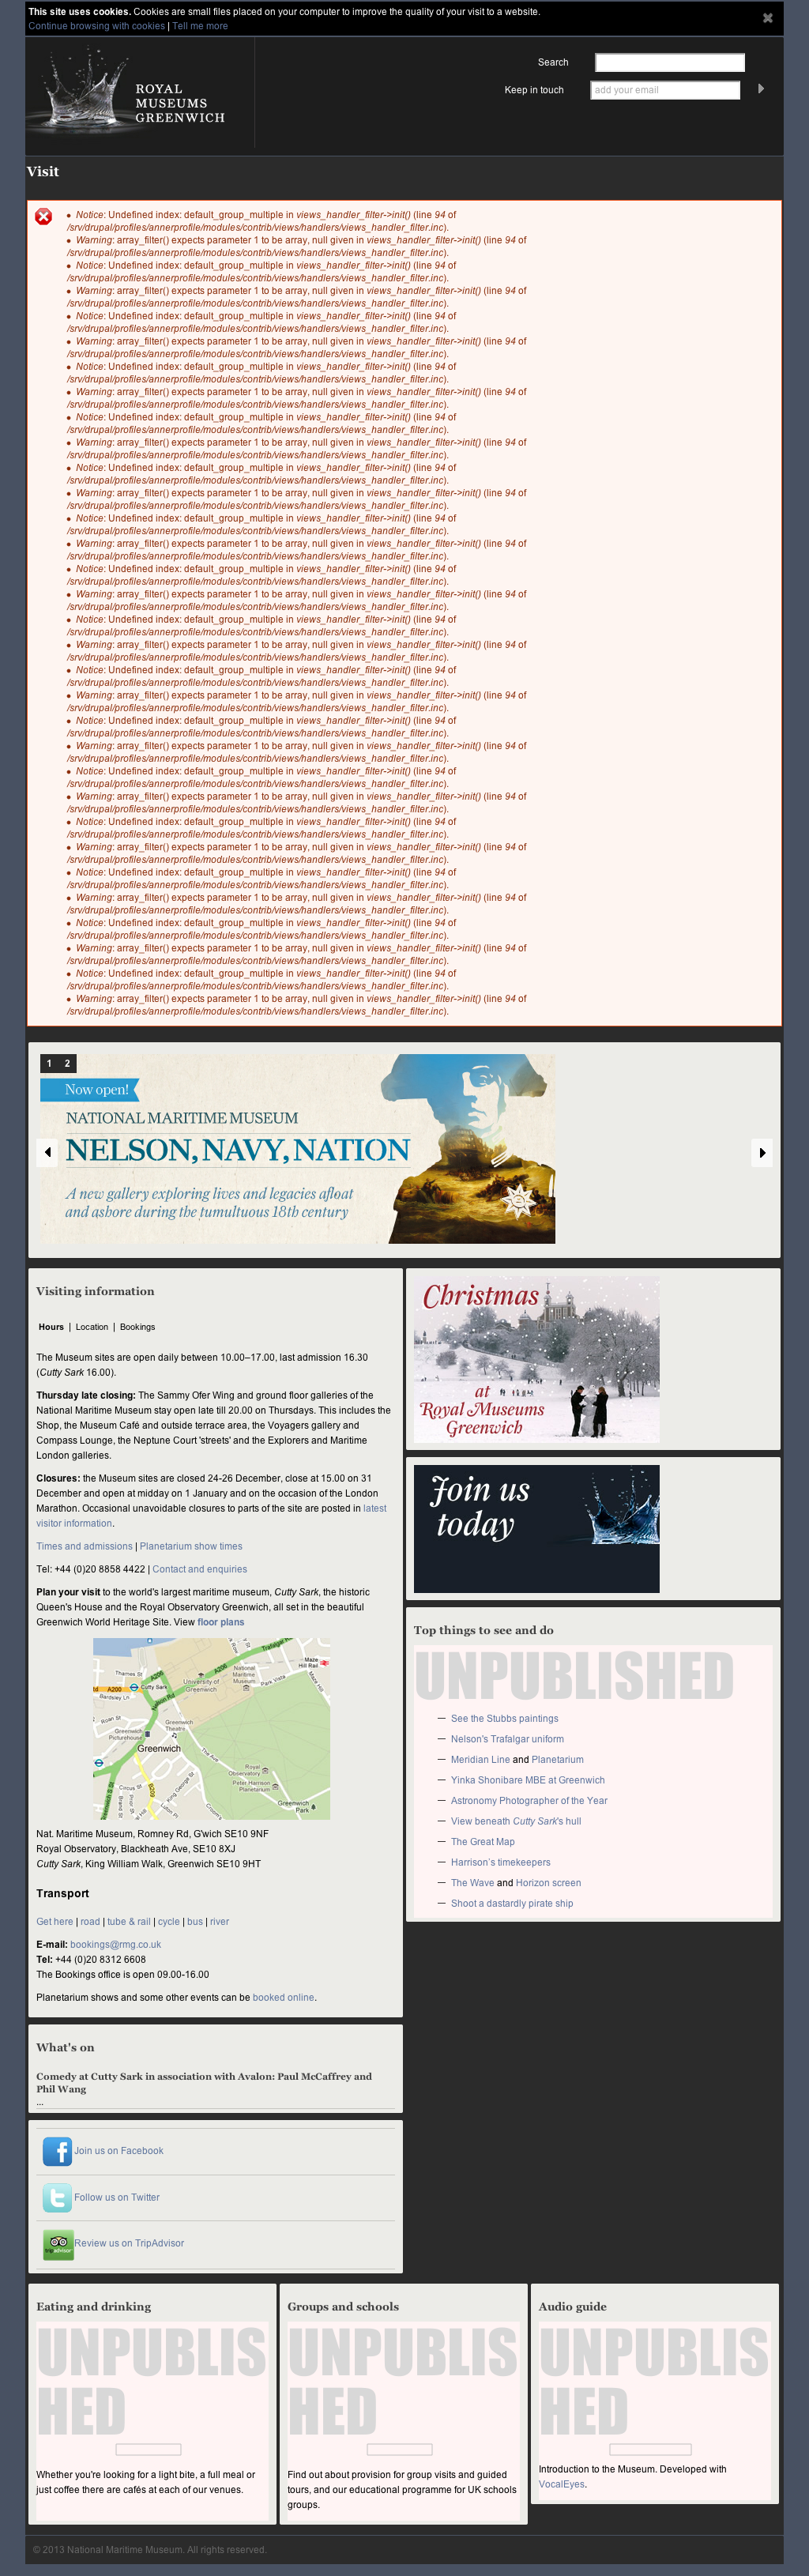 This site uses cookies. Cookies are small files placed on your computer to improve the quality of your visit to a website.
Continue browsing with cookies | Tell me more
ROYAL
MUSEUMS
GREENWICH
Search
Keep in touch
add your email
Visit
Notice: Undefined index: default_group_multiple in views_handler_filter->init() (line 94 of
/srv/drupal/profiles/annerprofile/modules/contrib/views/handlers/views_handler_filter.inc).
Warning: array_filter() expects parameter 1 to be array, null given in views_handler_filter->init() (line 94 of
/srv/drupal/profiles/annerprofile/modules/contrib/views/handlers/views_handler_filter.inc).
Notice: Undefined index: default_group_multiple in views_handler_filter->init() (line 94 of
/srv/drupal/profiles/annerprofile/modules/contrib/views/handlers/views_handler_filter.inc).
Warning: array_filter() expects parameter 1 to be array, null given in views_handler_filter->init() (line 94 of
/srv/drupal/profiles/annerprofile/modules/contrib/views/handlers/views_handler_filter.inc).
Notice: Undefined index: default_group_multiple in views_handler_filter->init() (line 94 of
/srv/drupal/profiles/annerprofile/modules/contrib/views/handlers/views_handler_filter.inc).
Warning: array_filter() expects parameter 1 to be array, null given in views_handler_filter->init() (line 94 of
/srv/drupal/profiles/annerprofile/modules/contrib/views/handlers/views_handler_filter.inc).
Notice: Undefined index: default_group_multiple in views_handler_filter->init() (line 94 of
/srv/drupal/profiles/annerprofile/modules/contrib/views/handlers/views_handler_filter.inc).
Warning: array_filter() expects parameter 1 to be array, null given in views_handler_filter->init() (line 94 of
/srv/drupal/profiles/annerprofile/modules/contrib/views/handlers/views_handler_filter.inc).
Notice: Undefined index: default_group_multiple in views_handler_filter->init() (line 94 of
/srv/drupal/profiles/annerprofile/modules/contrib/views/handlers/views_handler_filter.inc).
Warning: array_filter() expects parameter 1 to be array, null given in views_handler_filter->init() (line 94 of
/srv/drupal/profiles/annerprofile/modules/contrib/views/handlers/views_handler_filter.inc).
Notice: Undefined index: default_group_multiple in views_handler_filter->init() (line 94 of
/srv/drupal/profiles/annerprofile/modules/contrib/views/handlers/views_handler_filter.inc).
Warning: array_filter() expects parameter 1 to be array, null given in views_handler_filter->init() (line 94 of
/srv/drupal/profiles/annerprofile/modules/contrib/views/handlers/views_handler_filter.inc).
Notice: Undefined index: default_group_multiple in views_handler_filter->init() (line 94 of
/srv/drupal/profiles/annerprofile/modules/contrib/views/handlers/views_handler_filter.inc).
Warning: array_filter() expects parameter 1 to be array, null given in views_handler_filter->init() (line 94 of
/srv/drupal/profiles/annerprofile/modules/contrib/views/handlers/views_handler_filter.inc).
Notice: Undefined index: default_group_multiple in views_handler_filter->init() (line 94 of
/srv/drupal/profiles/annerprofile/modules/contrib/views/handlers/views_handler_filter.inc).
Warning: array_filter() expects parameter 1 to be array, null given in views_handler_filter->init() (line 94 of
/srv/drupal/profiles/annerprofile/modules/contrib/views/handlers/views_handler_filter.inc).
Notice: Undefined index: default_group_multiple in views_handler_filter->init() (line 94 of
/srv/drupal/profiles/annerprofile/modules/contrib/views/handlers/views_handler_filter.inc).
Warning: array_filter() expects parameter 1 to be array, null given in views_handler_filter->init() (line 94 of
/srv/drupal/profiles/annerprofile/modules/contrib/views/handlers/views_handler_filter.inc).
Notice: Undefined index: default_group_multiple in views_handler_filter->init() (line 94 of
/srv/drupal/profiles/annerprofile/modules/contrib/views/handlers/views_handler_filter.inc).
Warning: array_filter() expects parameter 1 to be array, null given in views_handler_filter->init() (line 94 of
/srv/drupal/profiles/annerprofile/modules/contrib/views/handlers/views_handler_filter.inc).
Notice: Undefined index: default_group_multiple in views_handler_filter->init() (line 94 of
/srv/drupal/profiles/annerprofile/modules/contrib/views/handlers/views_handler_filter.inc).
Warning: array_filter() expects parameter 1 to be array, null given in views_handler_filter->init() (line 94 of
/srv/drupal/profiles/annerprofile/modules/contrib/views/handlers/views_handler_filter.inc).
Notice: Undefined index: default_group_multiple in views_handler_filter->init() (line 94 of
/srv/drupal/profiles/annerprofile/modules/contrib/views/handlers/views_handler_filter.inc).
Warning: array_filter() expects parameter 1 to be array, null given in views_handler_filter->init() (line 94 of
/srv/drupal/profiles/annerprofile/modules/contrib/views/handlers/views_handler_filter.inc).
Notice: Undefined index: default_group_multiple in views_handler_filter->init() (line 94 of
/srv/drupal/profiles/annerprofile/modules/contrib/views/handlers/views_handler_filter.inc).
Warning: array_filter() expects parameter 1 to be array, null given in views_handler_filter->init() (line 94 of
/srv/drupal/profiles/annerprofile/modules/contrib/views/handlers/views_handler_filter.inc).
Notice: Undefined index: default_group_multiple in views_handler_filter->init() (line 94 of
/srv/drupal/profiles/annerprofile/modules/contrib/views/handlers/views_handler_filter.inc).
Warning: array_filter() expects parameter 1 to be array, null given in views_handler_filter->init() (line 94 of
/srv/drupal/profiles/annerprofile/modules/contrib/views/handlers/views_handler_filter.inc).
Notice: Undefined index: default_group_multiple in views_handler_filter->init() (line 94 of
/srv/drupal/profiles/annerprofile/modules/contrib/views/handlers/views_handler_filter.inc).
Warning: array_filter() expects parameter 1 to be array, null given in views_handler_filter->init() (line 94 of
/srv/drupal/profiles/annerprofile/modules/contrib/views/handlers/views_handler_filter.inc).
Notice: Undefined index: default_group_multiple in views_handler_filter->init() (line 94 of
/srv/drupal/profiles/annerprofile/modules/contrib/views/handlers/views_handler_filter.inc).
Warning: array_filter() expects parameter 1 to be array, null given in views_handler_filter->init() (line 94 of
/srv/drupal/profiles/annerprofile/modules/contrib/views/handlers/views_handler_filter.inc).
1 2
Now open!
NATIONAL MARITIME MUSEUM
NELSON, NAVY, NATION
A new gallery exploring lives and legacies afloat
and ashore during the tumultuous 18th century
Visiting information
Hours | Location | Bookings
The Museum sites are open daily between 10.00–17.00, last admission 16.30
(Cutty Sark 16.00).
Thursday late closing: The Sammy Ofer Wing and ground floor galleries of the
National Maritime Museum stay open late till 20.00 on Thursdays. This includes the
Shop, the Museum Café and outside terrace area, the Voyagers gallery and
Compass Lounge, the Neptune Court 'streets' and the Explorers and Maritime
London galleries.
Closures: the Museum sites are closed 24-26 December, close at 15.00 on 31
December and open at midday on 1 January and on the occasion of the London
Marathon. Occasional unavoidable closures to parts of the site are posted in latest
visitor information.
Times and admissions | Planetarium show times
Tel: +44 (0)20 8858 4422 | Contact and enquiries
Plan your visit to the world's largest maritime museum, Cutty Sark, the historic
Queen's House and the Royal Observatory Greenwich, all set in the beautiful
Greenwich World Heritage Site. View floor plans
Thames St
A200
Cutty Sark
Bardsley Ln
Roan St
Greenwich
Picturehouse
Greenwich
Theatre
Greenwich
University of
Greenwich
National
Maritime
Museum
Romney Rd
Trafalgar Rd
A206
Maze
Hill Rail
Park Vista
The Ave
King George St
Royal
Observatory
Peter Harrison
Planetarium
Greenwich
Park
Nat. Maritime Museum, Romney Rd, G'wich SE10 9NF
Royal Observatory, Blackheath Ave, SE10 8XJ
Cutty Sark, King William Walk, Greenwich SE10 9HT
Transport
Get here | road | tube & rail | cycle | bus | river
E-mail: bookings@rmg.co.uk
Tel: +44 (0)20 8312 6608
The Bookings office is open 09.00-16.00
Planetarium shows and some other events can be booked online.
What's on
Comedy at Cutty Sark in association with Avalon: Paul McCaffrey and
Phil Wang
...
Join us on Facebook
Follow us on Twitter
tripadvisor
Review us on TripAdvisor
Christmas
at
Royal Museums
Greenwich
Join us
today
Top things to see and do
UNPUBLISHED
— See the Stubbs paintings
— Nelson's Trafalgar uniform
— Meridian Line and Planetarium
— Yinka Shonibare MBE at Greenwich
— Astronomy Photographer of the Year
— View beneath Cutty Sark's hull
— The Great Map
— Harrison's timekeepers
— The Wave and Horizon screen
— Shoot a dastardly pirate ship
Eating and drinking
UNPUBLIS
HED
Whether you're looking for a light bite, a full meal or
just coffee there are cafés at each of our venues.
Groups and schools
UNPUBLIS
HED
Find out about provision for group visits and guided
tours, and our educational programme for UK schools
groups.
Audio guide
UNPUBLIS
HED
Introduction to the Museum. Developed with
VocalEyes.
© 2013 National Maritime Museum. All rights reserved.